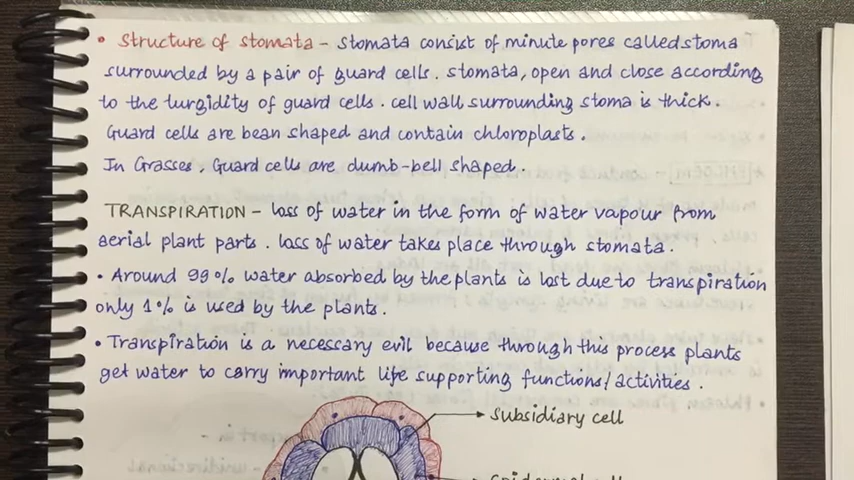 • Structure of stomata - stomata consist of minute pores called stoma
surrounded by a pair of guard cells. stomata, open and close according
to the turgidity of guard cells. cell wall surrounding stoma is thick.
Guard cells are bean shaped and contain chloroplasts.
In Grasses, Guard cells are dumb-bell shaped.
TRANSPIRATION - loss of water in the form of water vapour from
aerial plant parts. loss of water takes place through stomata.
• Around 99% water absorbed by the plants is lost due to transpiration
only 1% is used by the plants.
• Transpiration is a necessary evil because through this process plants
get water to carry important life supporting functions/activities.
subsidiary cell